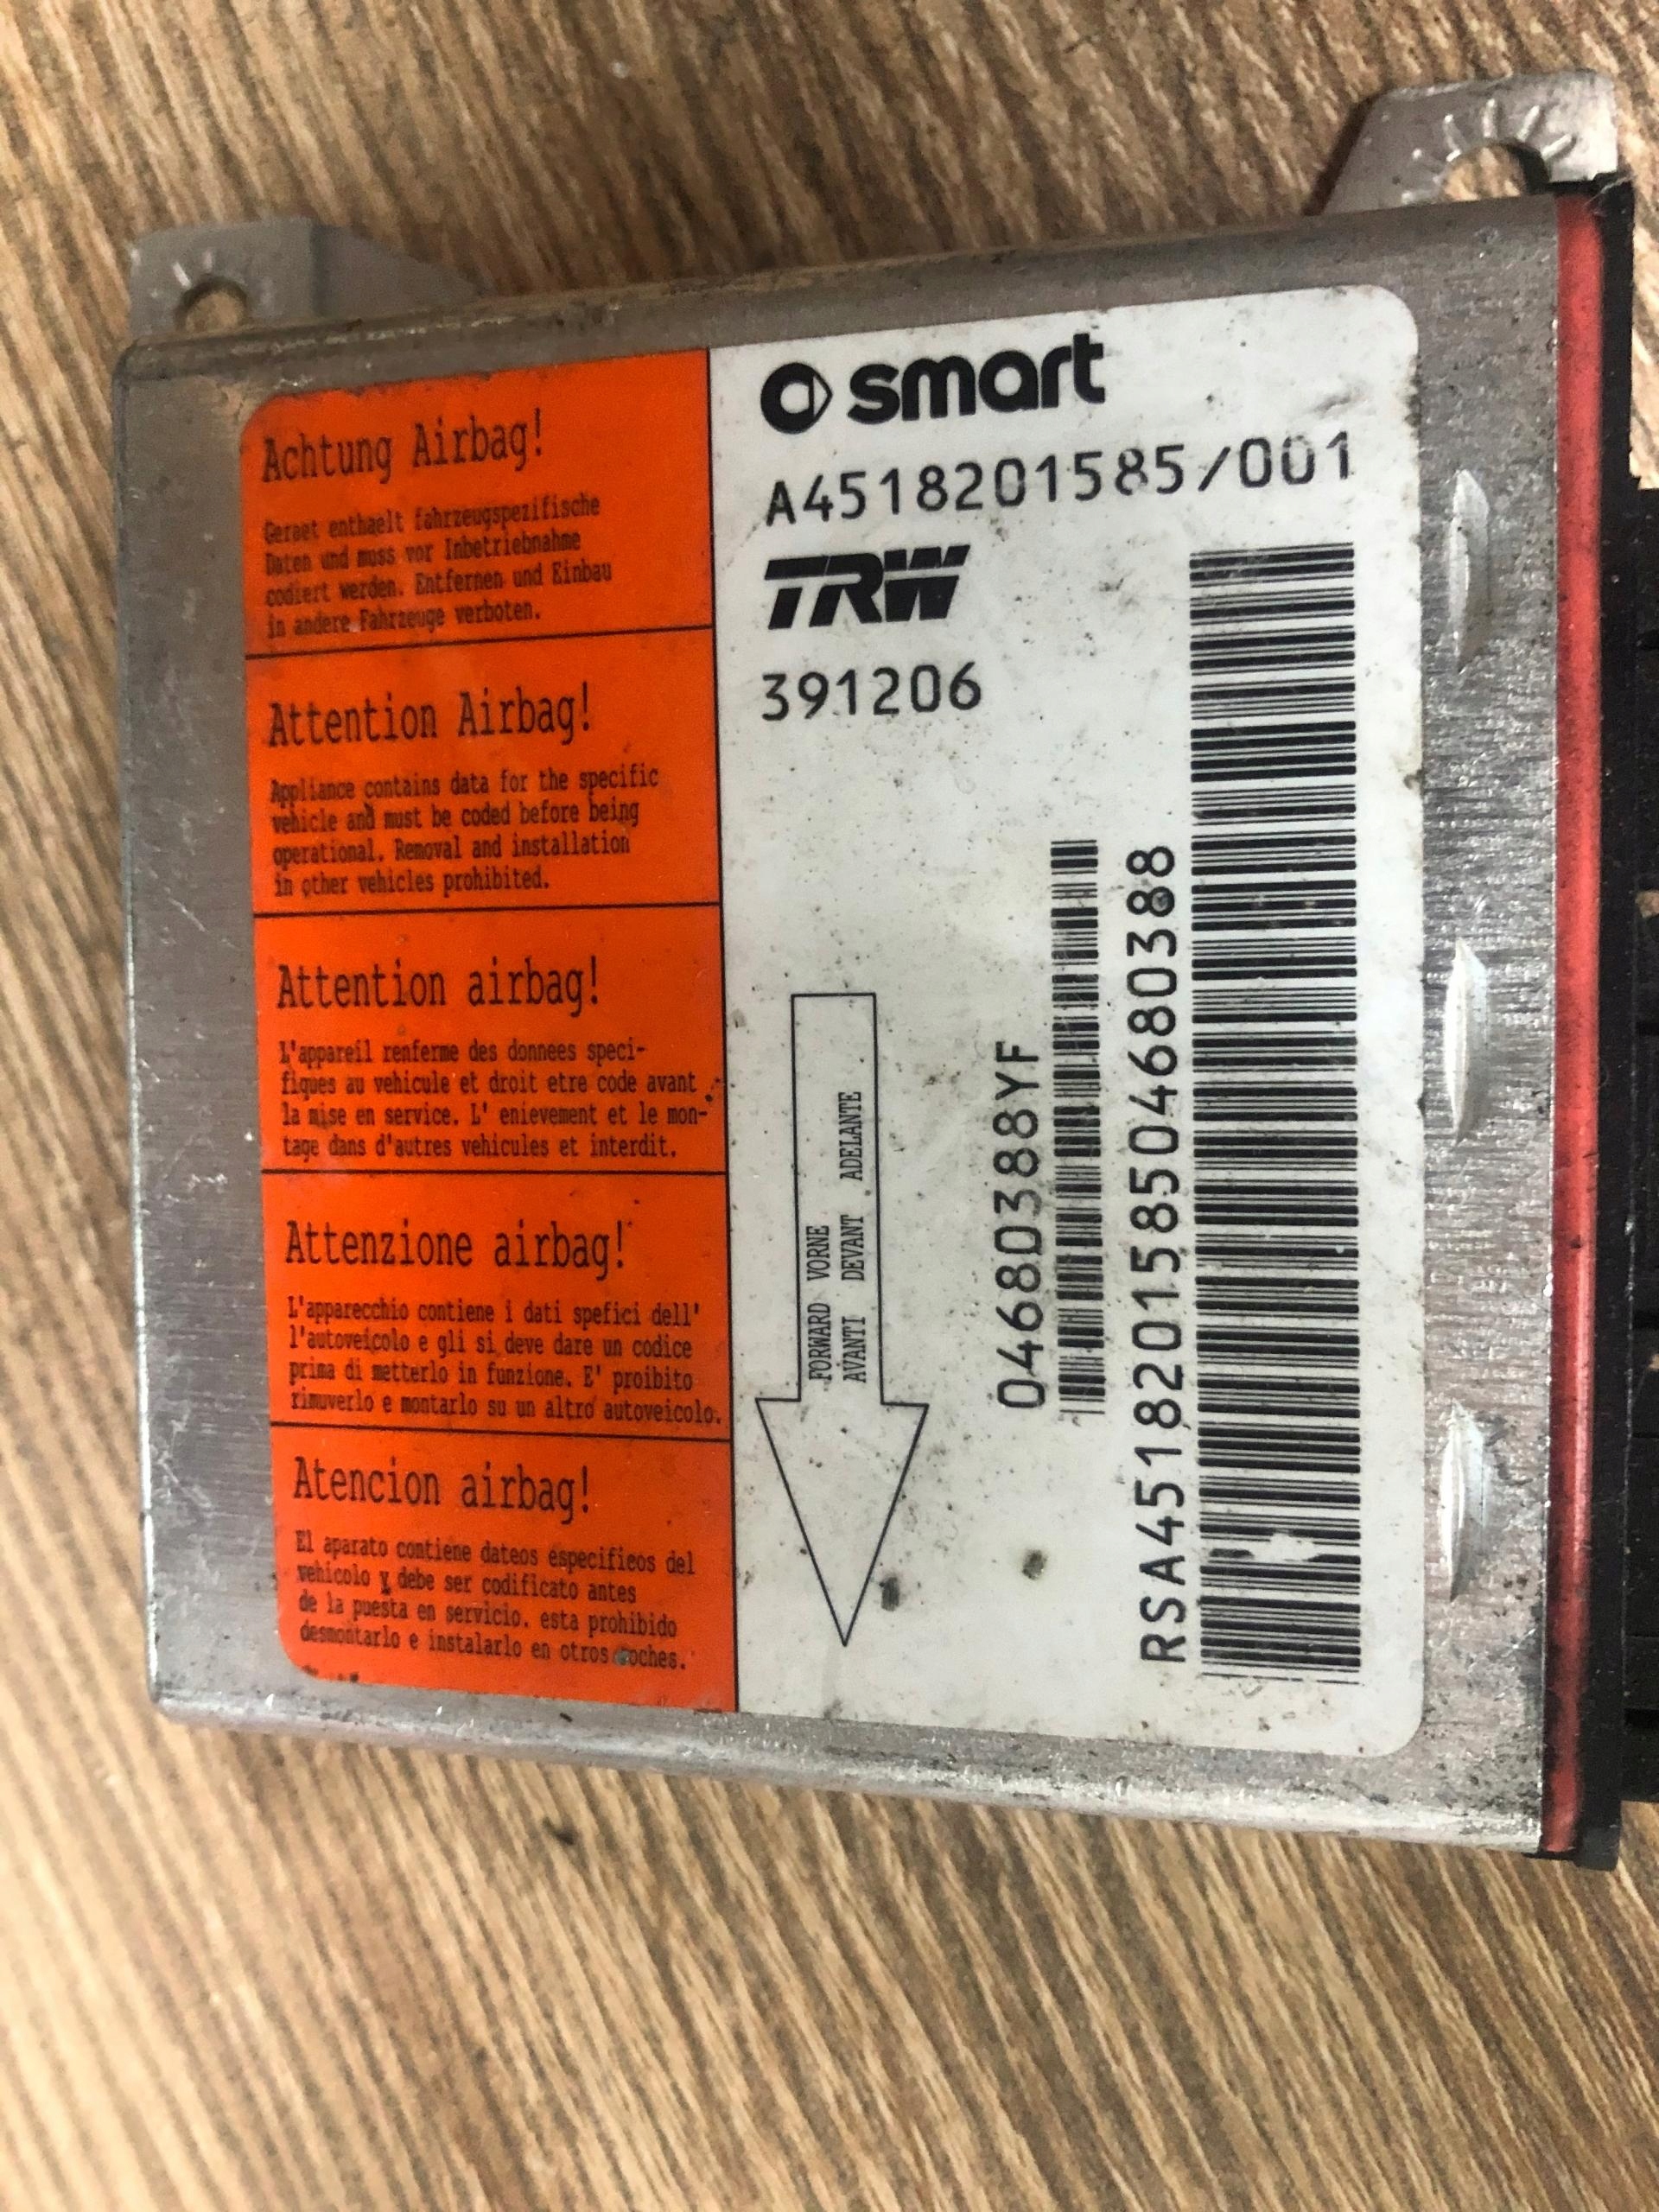 Achtung Airbag!
Geraet enthaelt fahrzeugspezifische
Daten und muss vor Inbetriebnahme
codiert werden. Entfernen und Einbau
in andere Fahrzeuge verboten.
Attention Airbag!
Appliance contains data for the specific
vehicle and must be coded before being
operational. Removal and installation
in other vehicles prohibited.
Attention airbag!
L'appareil renferme des donnees speci-
fiques au vehicule et droit etre code avant
la mise en service. L' enievement et le mon-
tage dans d'autres vehicules et interdit.
Attenzione airbag!
L'apparecchio contiene i dati spefici dell'
l'autoveicolo e gli si deve dare un codice
prima di metterlo in funzione. E' proibito
rimuverlo e montarlo su un altro autoveicolo.
Atencion airbag!
El aparato contiene dateos especificos del
vehicolo y debe ser codificato antes
de la puesta en servicio. esta prohibido
desmontarlo e instalarlo en otros coches.
smart
A4518201585/001
TRW
391206
FORWARD VORNE
AVANTI DEVANT ADELANTE
04680388YF
RSA451820158504680388